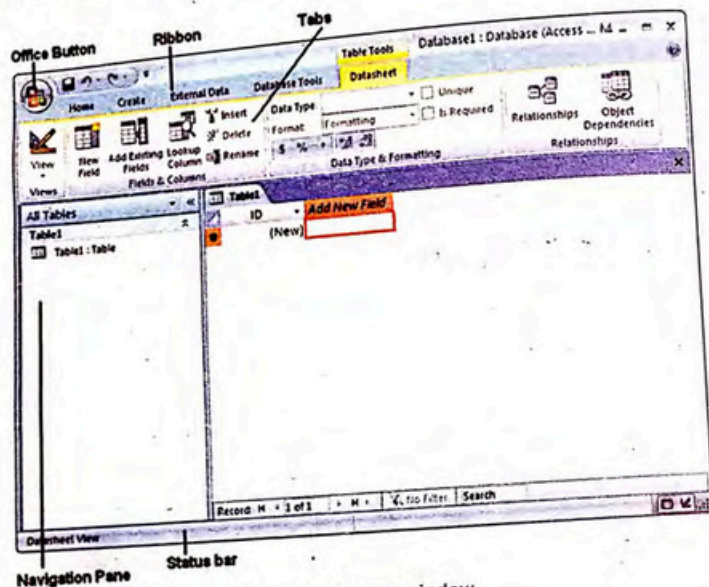 Tabs
Ribbon
Office Button
Table Tools
Database1 : Database (Access ...
Home Create External Data Database Tools Datasheet
View
Views
New Field
Add Existing Fields
Lookup Column
Insert
Delete
Rename
Fields & Columns
Data Type
Format: Formatting
$ %
Unique
Is Required
Data Type & Formatting
Relationships
Object Dependencies
Relationships
All Tables
Table1
Table1 : Table
Table1
ID Add New Field
(New)
Record: 1 of 1 No Filter Search
Datasheet View
Status bar
Navigation Pane